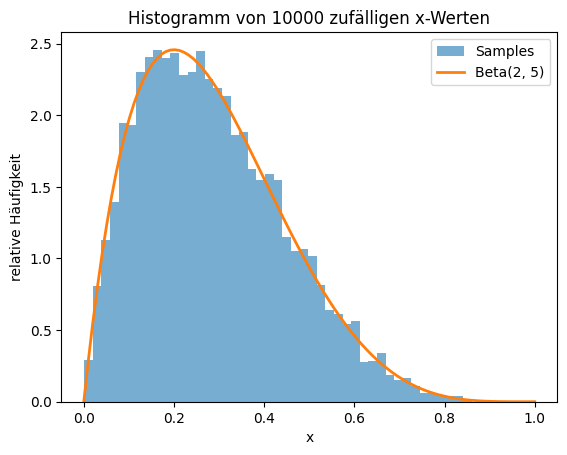 Histogramm von 10000 zufälligen x-Werten
Samples
Beta(2, 5)
relative Häufigkeit
2.5
2.0
1.5
1.0
0.5
0.0
0.0 0.2 0.4 0.6 0.8 1.0
x